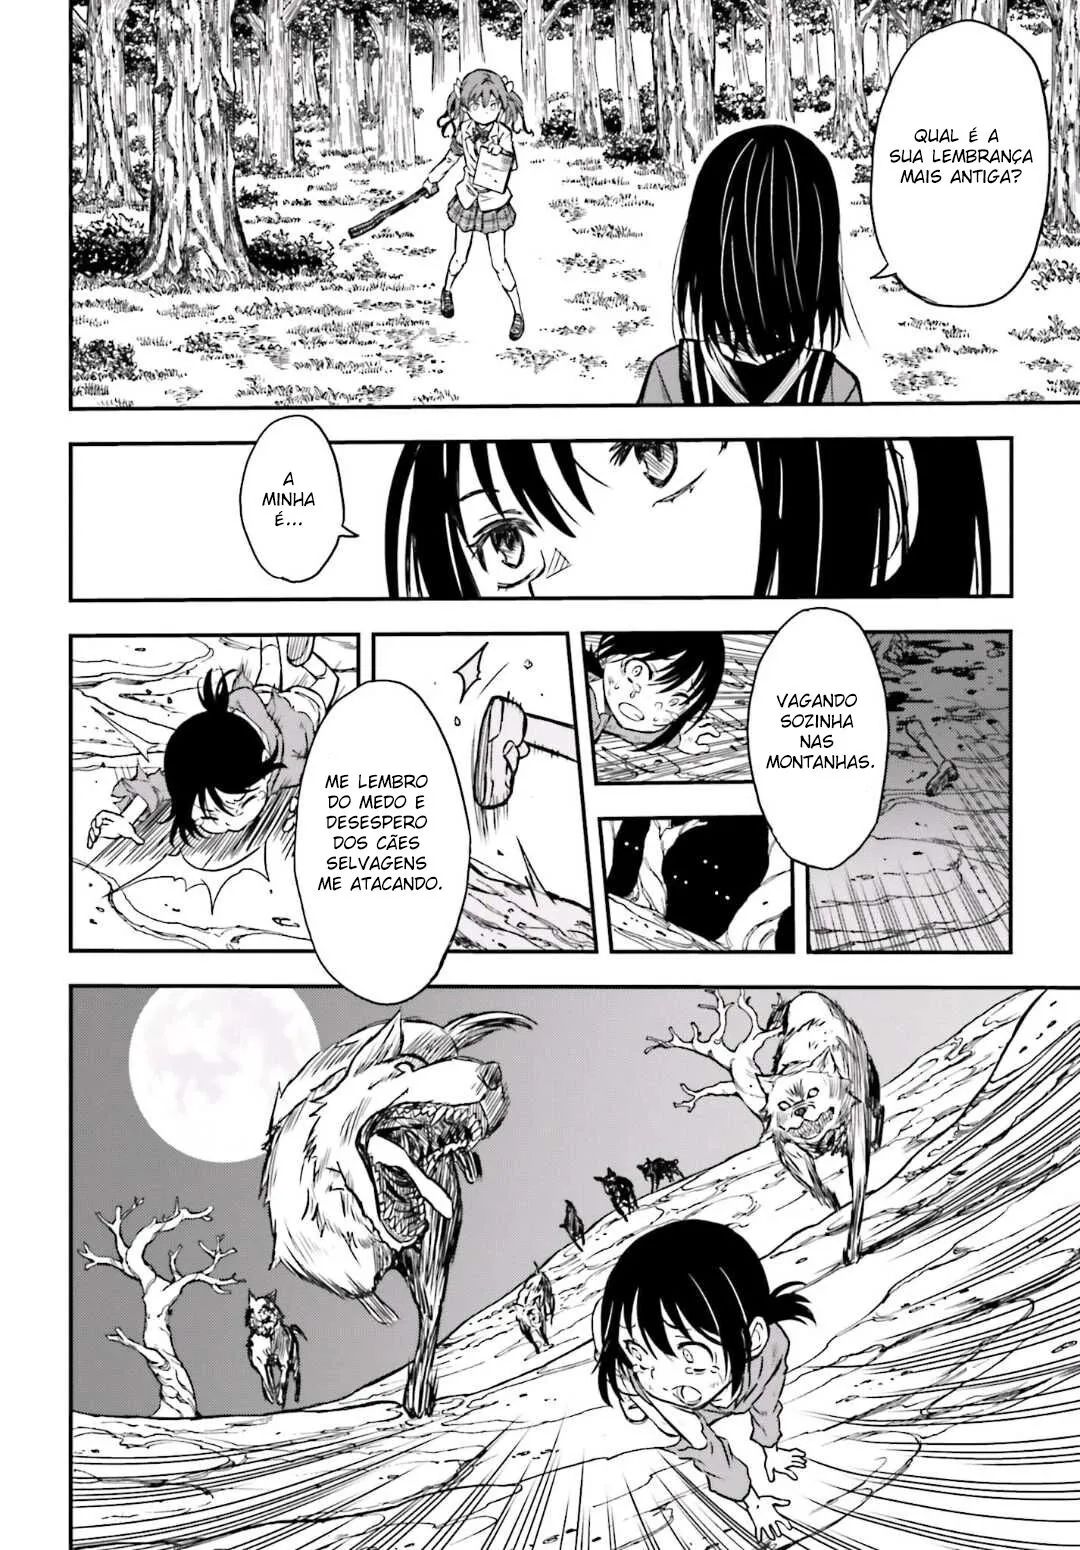 QUAL É A
SUA LEMBRANÇA
MAIS ANTIGA?
A
MINHA
É...
VAGANDO
SOZINHA
NAS
MONTANHAS.
ME LEMBRO
DO MEDO E
DESESPERO
DOS CÃES
SELVAGENS
ME ATACANDO.